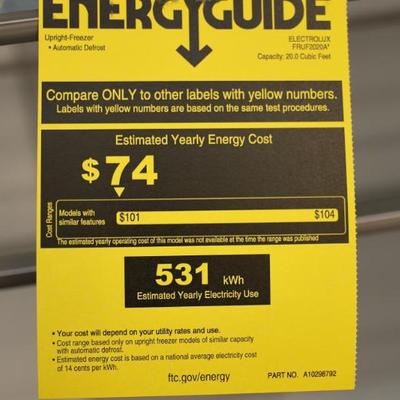 ENERGYGUIDE
Upright-Freezer
• Automatic Defrost
ELECTROLUX
FRUF2020A*
Capacity: 20.0 Cubic Feet
Compare ONLY to other labels with yellow numbers.
Labels with yellow numbers are based on the same test procedures.
Estimated Yearly Energy Cost
$74
Cost Ranges
Models with
similar features
$101
$104
The estimated yearly operating cost of this model was not available at the time the range was published
531 kWh
Estimated Yearly Electricity Use
• Your cost will depend on your utility rates and use.
• Cost range based only on upright freezer models of similar capacity
with automatic defrost.
• Estimated energy cost is based on a national average electricity cost
of 14 cents per kWh.
ftc.gov/energy
PART NO. A10298792